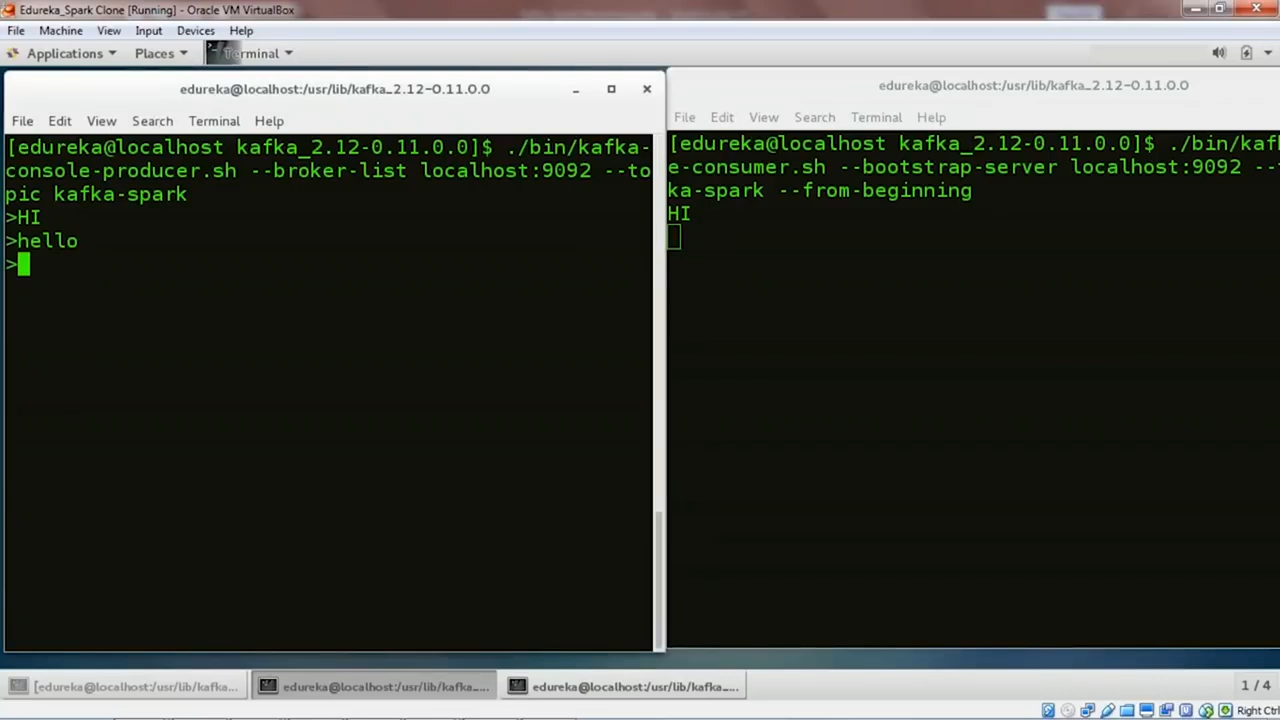 Edureka_Spark Clone [Running] - Oracle VM VirtualBox
File Machine View Input Devices Help
Applications Places Terminal
edureka@localhost:/usr/lib/kafka_2.12-0.11.0.0
File Edit View Search Terminal Help
[edureka@localhost kafka_2.12-0.11.0.0]$ ./bin/kafka-
console-producer.sh --broker-list localhost:9092 --to
pic kafka-spark
>HI
>hello
>
edureka@localhost:/usr/lib/kafka_2.12-0.11.0.0
File Edit View Search Terminal Help
[edureka@localhost kafka_2.12-0.11.0.0]$ ./bin/kaf
e-consumer.sh --bootstrap-server localhost:9092 --
ka-spark --from-beginning
HI
[edureka@localhost:/usr/lib/kafka...
edureka@localhost:/usr/lib/kafka_...
edureka@localhost:/usr/lib/kafka_...
1 / 4
Right Ctrl